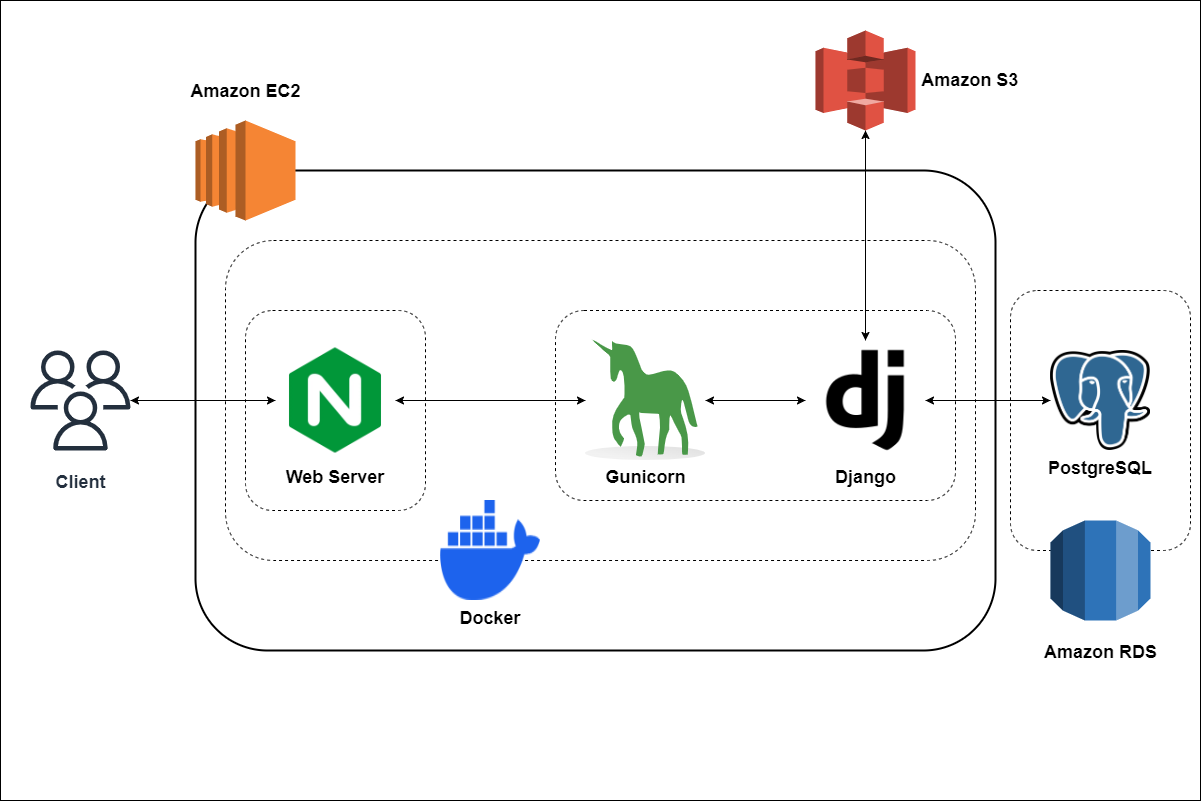 Amazon S3
Amazon EC2
N
dj
Web Server
Gunicorn
Django
PostgreSQL
Client
Docker
Amazon RDS